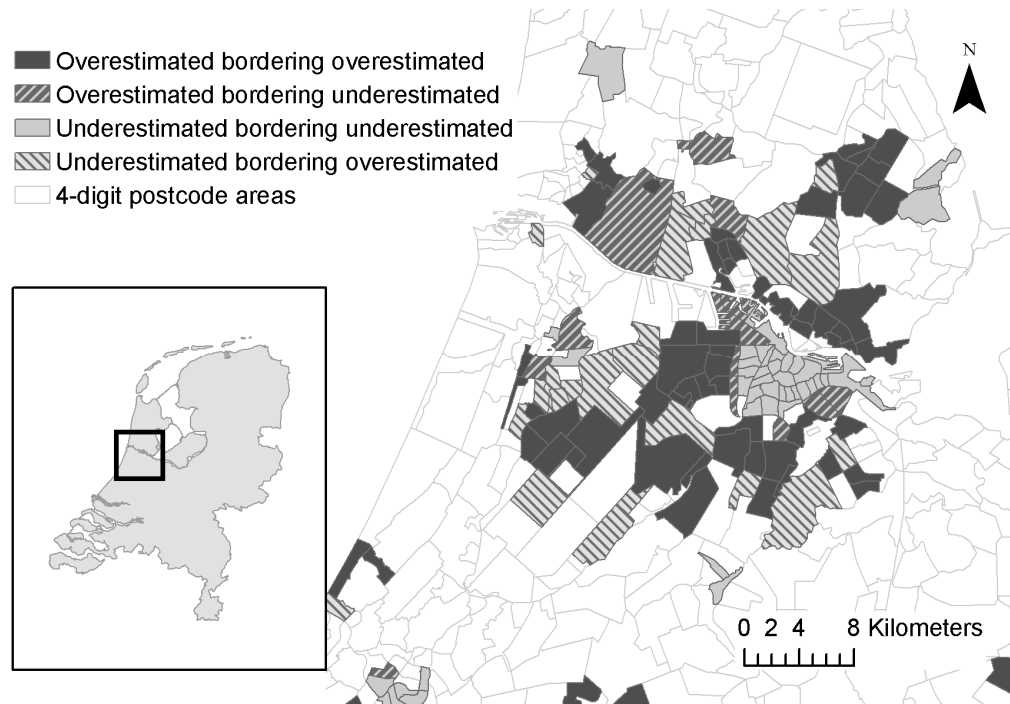 Overestimated bordering overestimated
Overestimated bordering underestimated
Underestimated bordering underestimated
Underestimated bordering overestimated
4-digit postcode areas
N
0 2 4 8 Kilometers